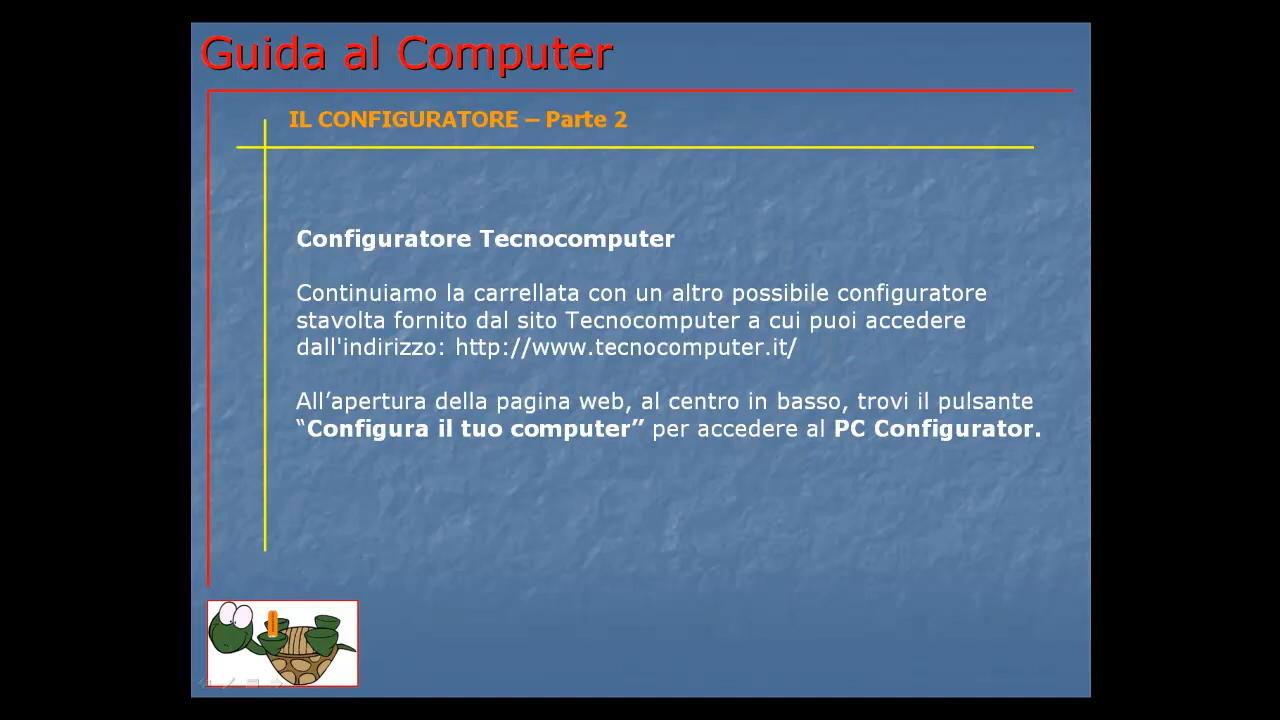 Guida al Computer
IL CONFIGURATORE – Parte 2
Configuratore Tecnocomputer
Continuiamo la carrellata con un altro possibile configuratore
stavolta fornito dal sito Tecnocomputer a cui puoi accedere
dall'indirizzo: http://www.tecnocomputer.it/
All’apertura della pagina web, al centro in basso, trovi il pulsante
“Configura il tuo computer” per accedere al PC Configurator.